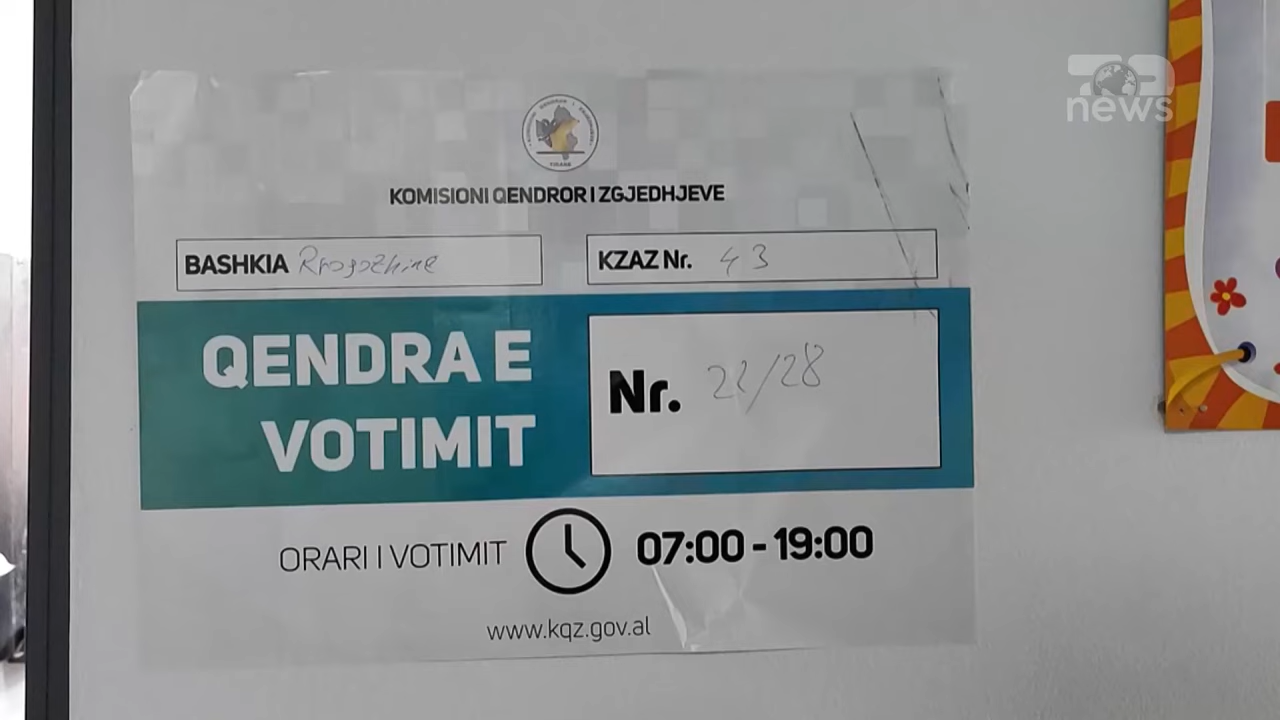 news
KOMISIONI QENDROR I ZGJEDHJEVE
BASHKIA Rrogozhine
KZAZ Nr. 43
QENDRA E
VOTIMIT
Nr. 22/28
ORARI I VOTIMIT 07:00 - 19:00
www.kqz.gov.al